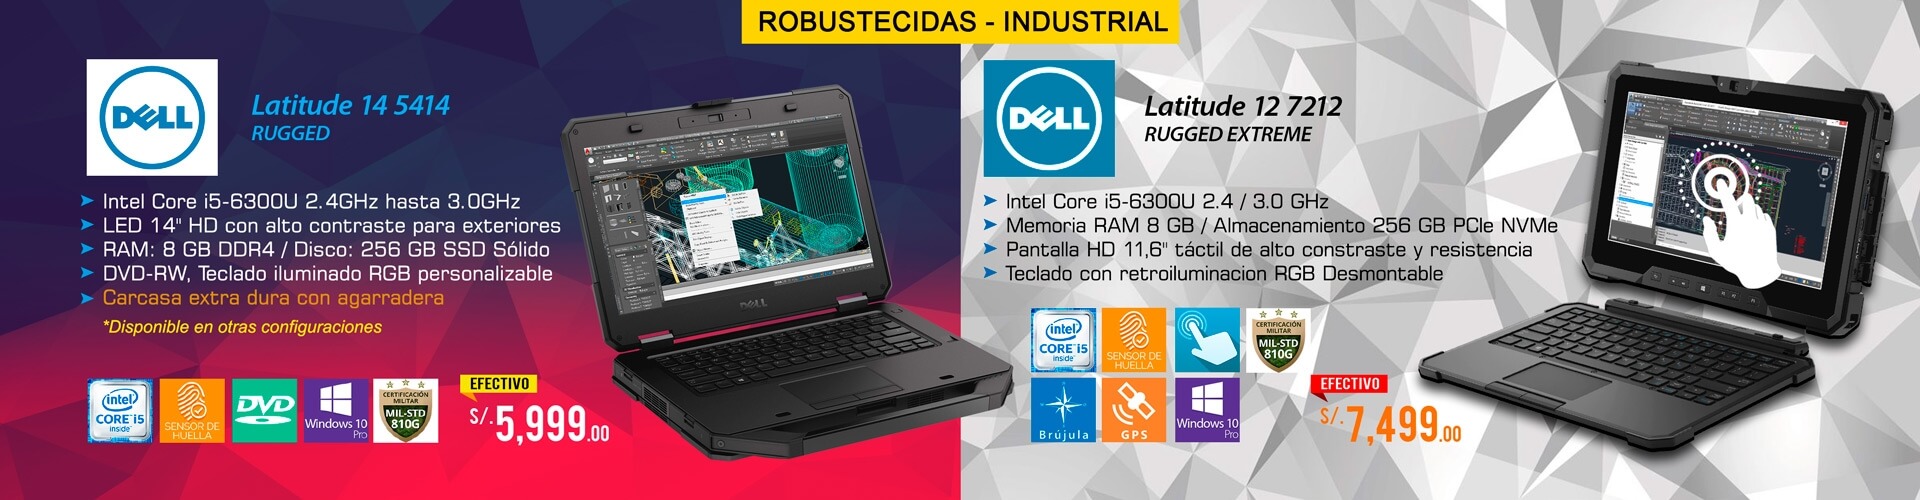 ROBUSTECIDAS - INDUSTRIAL
DELL
Latitude 14 5414
RUGGED
Intel Core i5-6300U 2.4GHz hasta 3.0GHz
LED 14" HD con alto contraste para exteriores
RAM: 8 GB DDR4 / Disco: 256 GB SSD Sólido
DVD-RW, Teclado iluminado RGB personalizable
Carcasa extra dura con agarradera
*Disponible en otras configuraciones
intel
CORE i5
inside
SENSOR DE
HUELLA
DVD
Windows 10
Pro
CERTIFICACIÓN
MILITAR
MIL-STD
810G
EFECTIVO
S/. 5,999.00
DELL
DELL
Latitude 12 7212
RUGGED EXTREME
Intel Core i5-6300U 2.4 / 3.0 GHz
Memoria RAM 8 GB / Almacenamiento 256 GB PCIe NVMe
Pantalla HD 11,6" táctil de alto constraste y resistencia
Teclado con retroiluminacion RGB Desmontable
intel
CORE i5
inside
SENSOR DE
HUELLA
CERTIFICACIÓN
MILITAR
MIL-STD
810G
Brújula
GPS
Windows 10
Pro
EFECTIVO
S/. 7,499.00